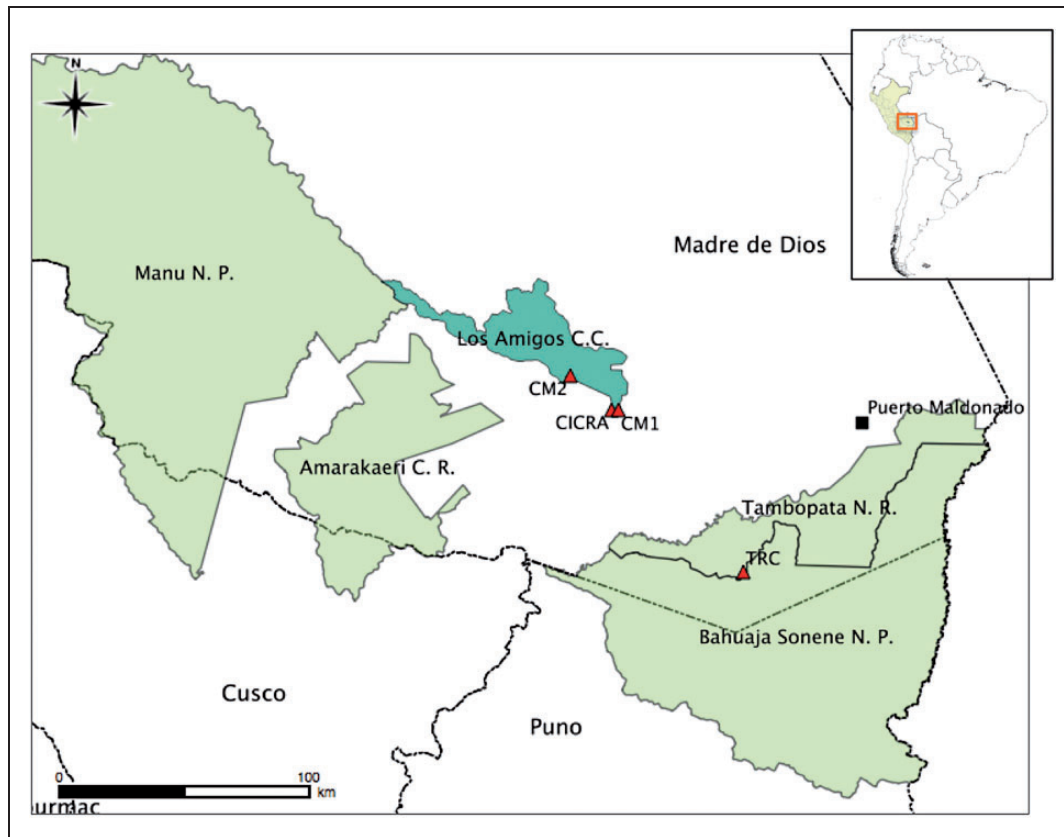 N
Manu N. P.
Madre de Dios
Los Amigos C.C.
CM2
CICRA
CM1
Puerto Maldonado
Amarakaeri C. R.
Tambopata N. R.
TRC
Bahuaja Sonene N. P.
Cusco
Puno
0
100
km
ourmac